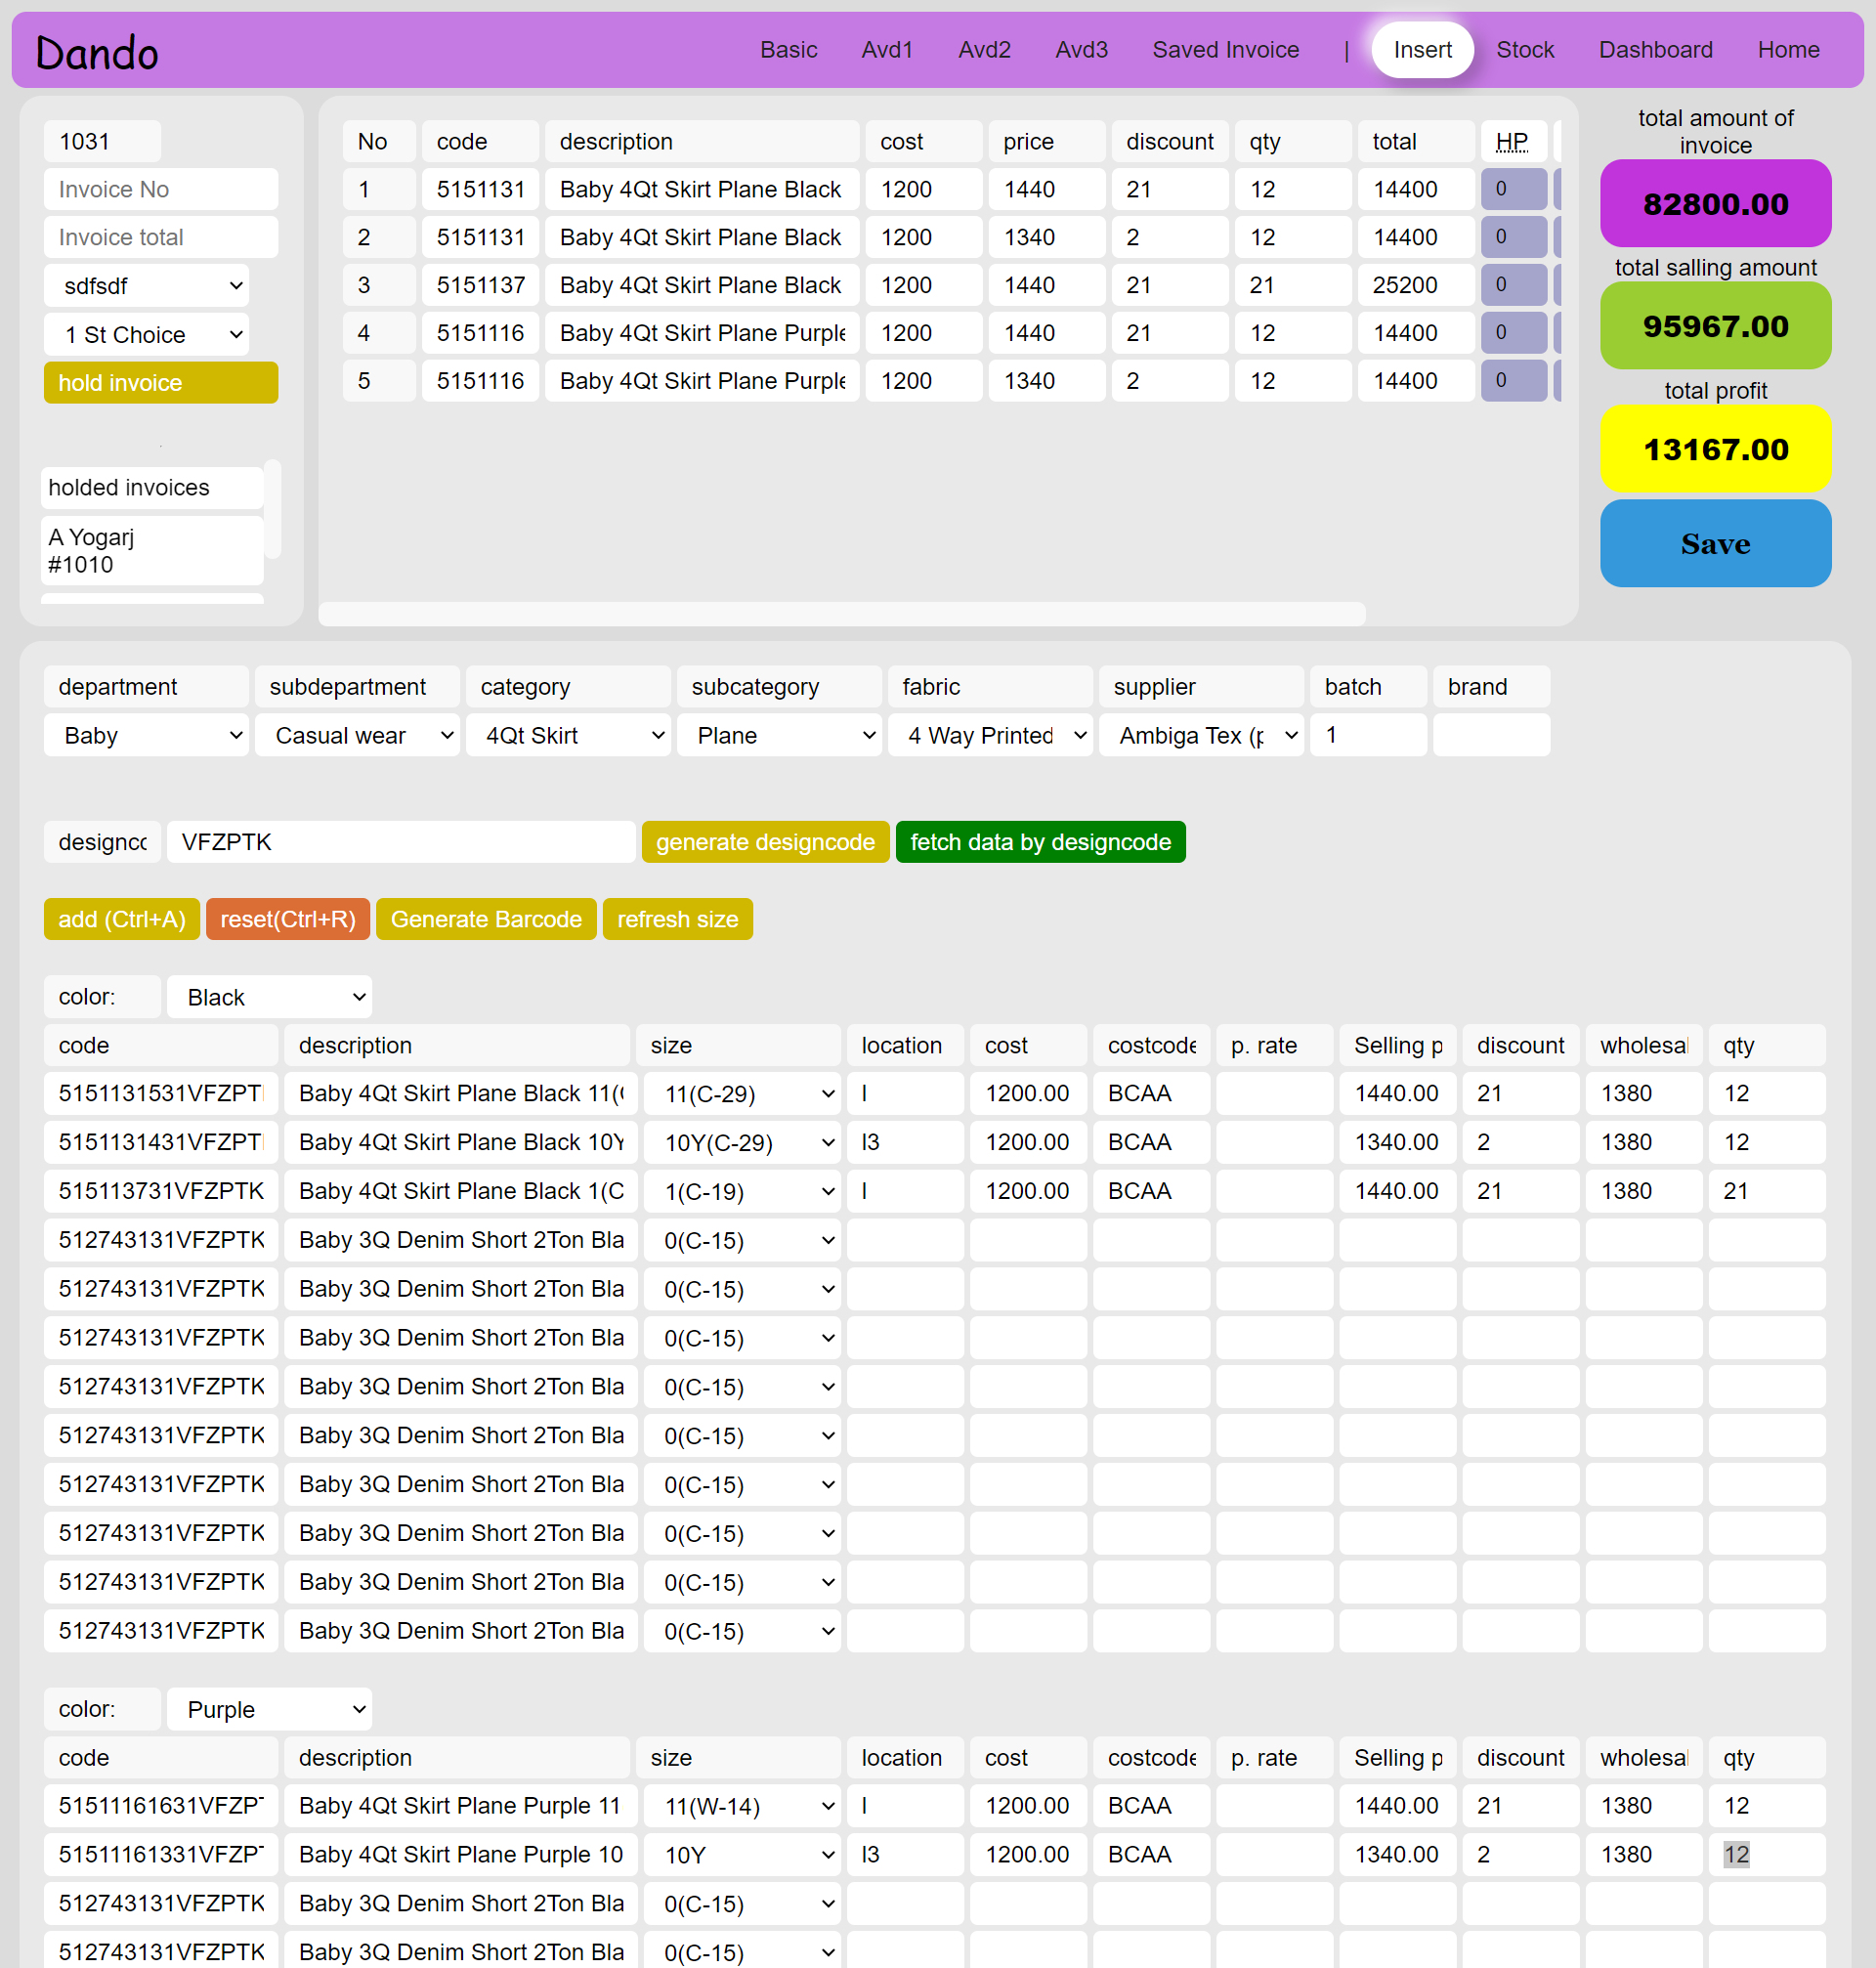 Dando
Basic Avd1 Avd2 Avd3 Saved Invoice | Insert Stock Dashboard Home
1031
Invoice No
Invoice total
sdfsdf
1 St Choice
hold invoice
holded invoices
A Yogarj
#1010
No code description cost price discount qty total HP
1 5151131 Baby 4Qt Skirt Plane Black 1200 1440 21 12 14400 0
2 5151131 Baby 4Qt Skirt Plane Black 1200 1340 2 12 14400 0
3 5151137 Baby 4Qt Skirt Plane Black 1200 1440 21 21 25200 0
4 5151116 Baby 4Qt Skirt Plane Purple 1200 1440 21 12 14400 0
5 5151116 Baby 4Qt Skirt Plane Purple 1200 1340 2 12 14400 0
total amount of
invoice
82800.00
total salling amount
95967.00
total profit
13167.00
Save
department subdepartment category subcategory fabric supplier batch brand
Baby Casual wear 4Qt Skirt Plane 4 Way Printed Ambiga Tex (p 1
designcc VFZPTK generate designcode fetch data by designcode
add (Ctrl+A) reset(Ctrl+R) Generate Barcode refresh size
color: Black
code description size location cost costcode p. rate Selling p discount wholesal qty
5151131531VFZPT Baby 4Qt Skirt Plane Black 11( 11(C-29) l 1200.00 BCAA 1440.00 21 1380 12
5151131431VFZPT Baby 4Qt Skirt Plane Black 10Y 10Y(C-29) l3 1200.00 BCAA 1340.00 2 1380 12
515113731VFZPTK Baby 4Qt Skirt Plane Black 1(C 1(C-19) l 1200.00 BCAA 1440.00 21 1380 21
512743131VFZPTK Baby 3Q Denim Short 2Ton Bla 0(C-15)
512743131VFZPTK Baby 3Q Denim Short 2Ton Bla 0(C-15)
512743131VFZPTK Baby 3Q Denim Short 2Ton Bla 0(C-15)
512743131VFZPTK Baby 3Q Denim Short 2Ton Bla 0(C-15)
512743131VFZPTK Baby 3Q Denim Short 2Ton Bla 0(C-15)
512743131VFZPTK Baby 3Q Denim Short 2Ton Bla 0(C-15)
512743131VFZPTK Baby 3Q Denim Short 2Ton Bla 0(C-15)
512743131VFZPTK Baby 3Q Denim Short 2Ton Bla 0(C-15)
512743131VFZPTK Baby 3Q Denim Short 2Ton Bla 0(C-15)
color: Purple
code description size location cost costcode p. rate Selling p discount wholesal qty
51511161631VFZP Baby 4Qt Skirt Plane Purple 11 11(W-14) l 1200.00 BCAA 1440.00 21 1380 12
51511161331VFZP Baby 4Qt Skirt Plane Purple 10 10Y l3 1200.00 BCAA 1340.00 2 1380 12
512743131VFZPTK Baby 3Q Denim Short 2Ton Bla 0(C-15)
512743131VFZPTK Baby 3Q Denim Short 2Ton Bla 0(C-15)